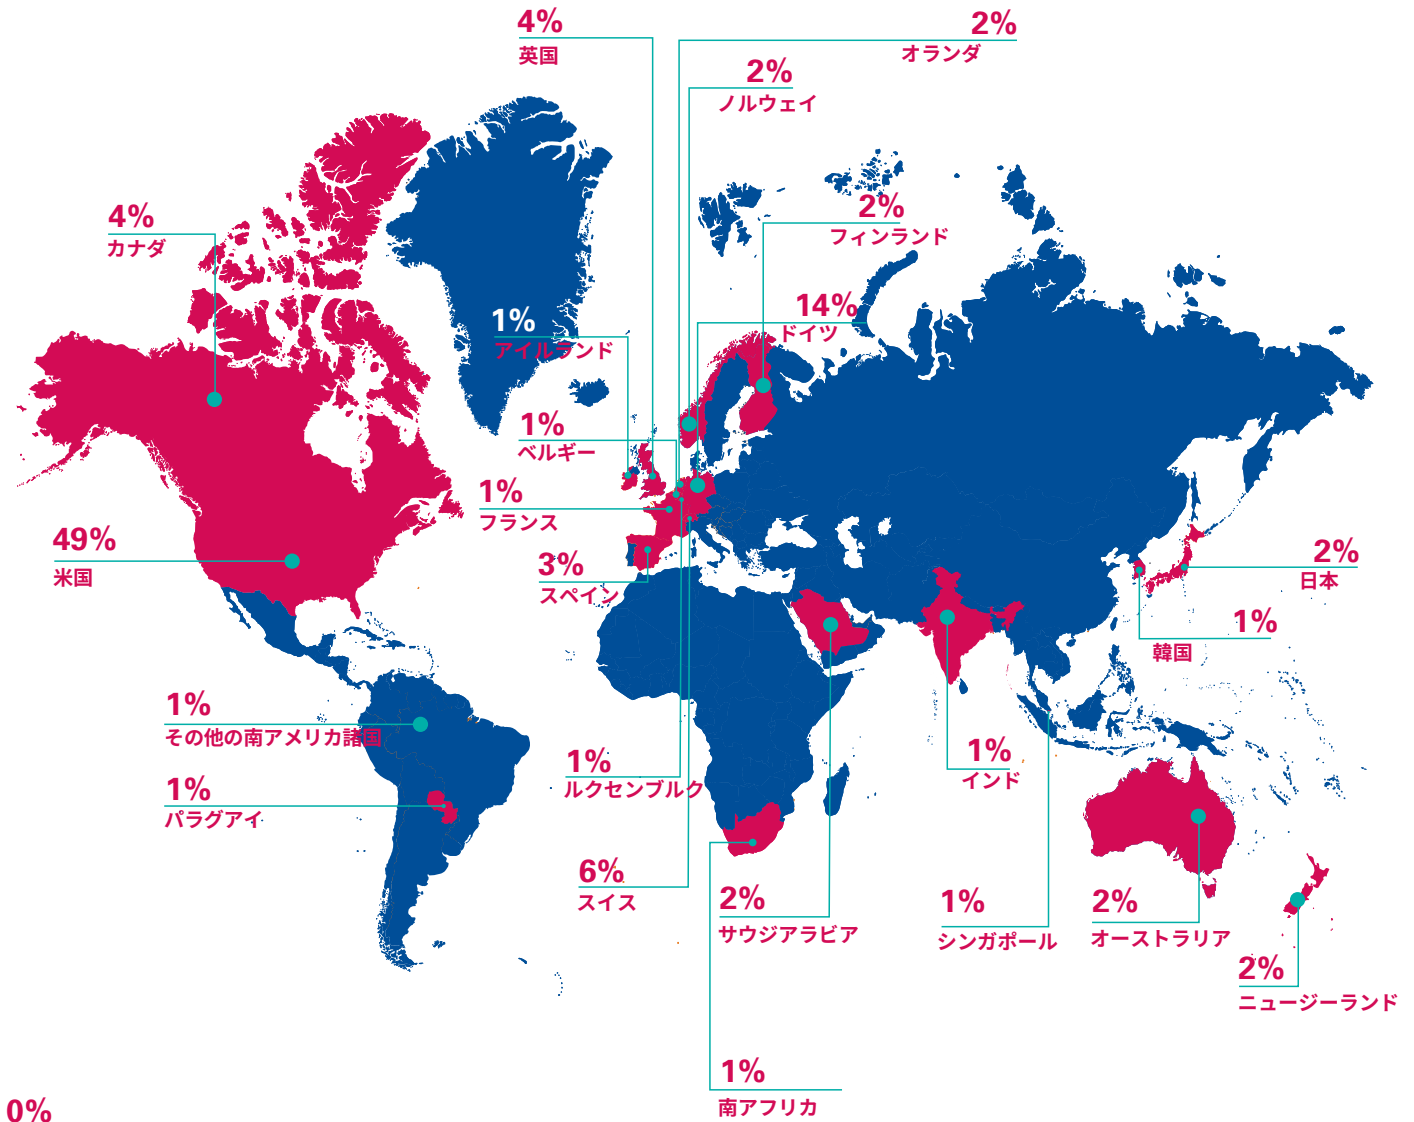 4%
英国
2%
オランダ
2%
ノルウェイ
4%
カナダ
2%
フィンランド
14%
ドイツ
1%
アイルランド
1%
ベルギー
1%
フランス
49%
米国
3%
スペイン
2%
日本
1%
韓国
1%
その他の南アメリカ諸国
1%
パラグアイ
1%
ルクセンブルク
1%
インド
6%
スイス
2%
サウジアラビア
1%
シンガポール
2%
オーストラリア
2%
ニュージーランド
1%
南アフリカ
0%